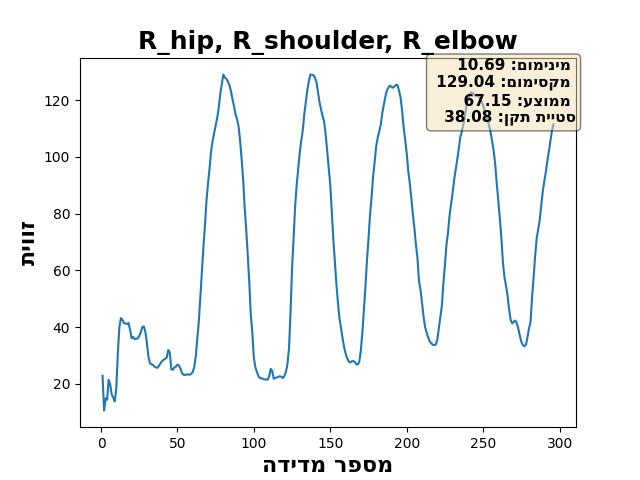 R_hip, R_shoulder, R_elbow
מינימום: 10.69
מקסימום: 129.04
ממוצע: 67.15
סטיית תקן: 38.08
זווית
120
100
80
60
40
20
0 50 100 150 200 250 300
מספר מדידה